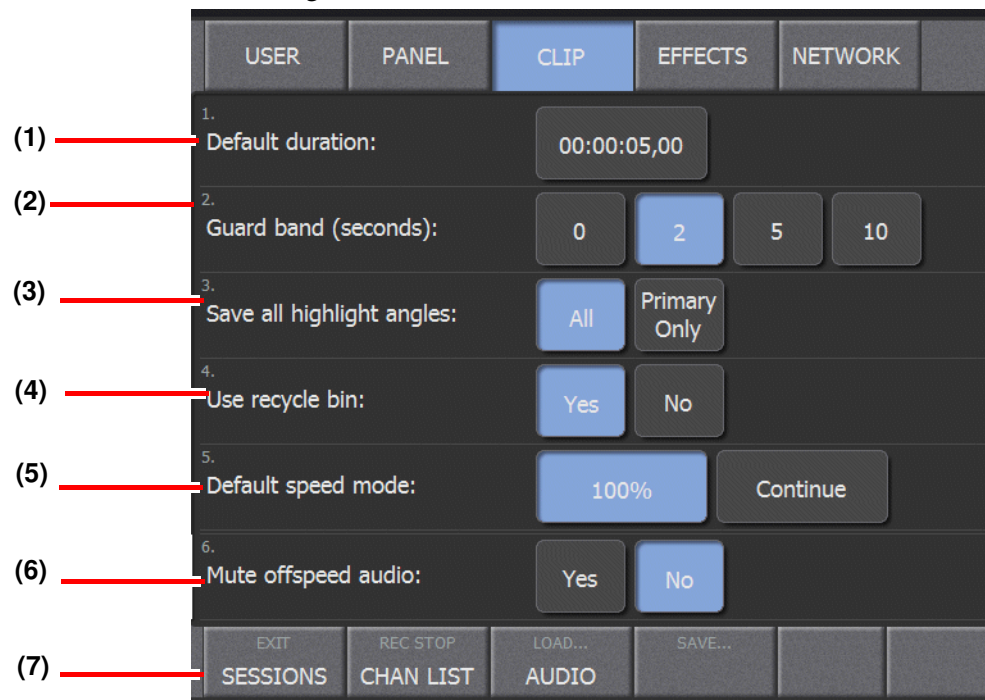 USER PANEL CLIP EFFECTS NETWORK
1.
(1) Default duration: 00:00:05,00
2.
(2) Guard band (seconds): 0 2 5 10
3.
(3) Save all highlight angles: All Primary Only
4.
(4) Use recycle bin: Yes No
5.
(5) Default speed mode: 100% Continue
6.
(6) Mute offspeed audio: Yes No
EXIT REC STOP LOAD... SAVE...
(7) SESSIONS CHAN LIST AUDIO